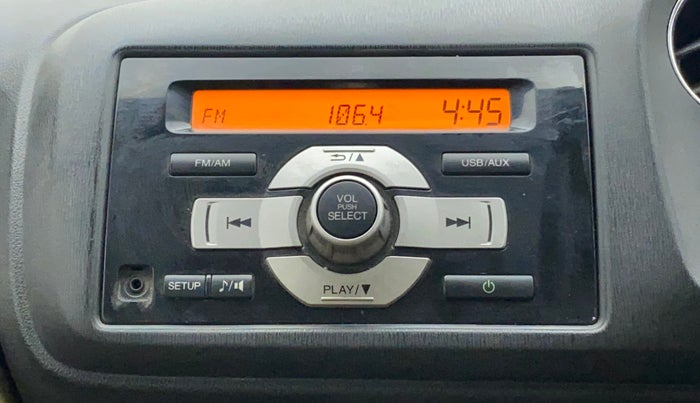 FM 106.4 4:45
FM/AM
USB/AUX
VOL
PUSH
SELECT
SETUP
PLAY/